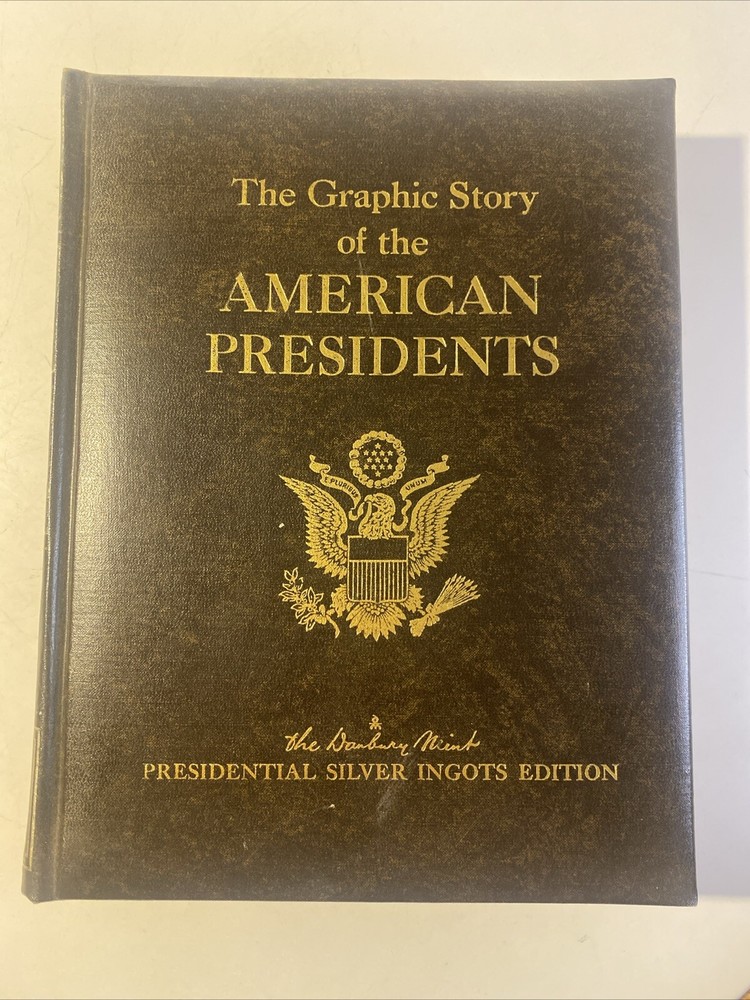 The Graphic Story
of the
AMERICAN
PRESIDENTS
E PLURIBUS UNUM
The Danbury Mint
PRESIDENTIAL SILVER INGOTS EDITION